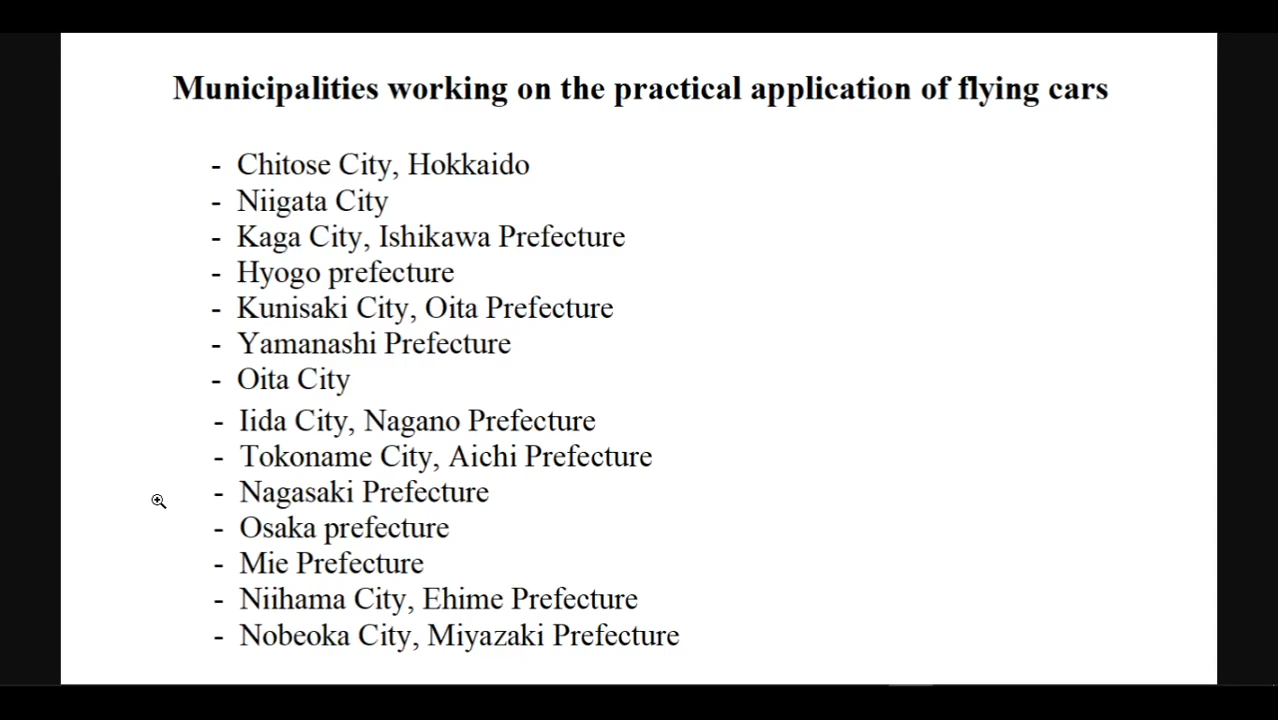 Municipalities working on the practical application of flying cars
- Chitose City, Hokkaido
- Niigata City
- Kaga City, Ishikawa Prefecture
- Hyogo prefecture
- Kunisaki City, Oita Prefecture
- Yamanashi Prefecture
- Oita City
- Iida City, Nagano Prefecture
- Tokoname City, Aichi Prefecture
- Nagasaki Prefecture
- Osaka prefecture
- Mie Prefecture
- Niihama City, Ehime Prefecture
- Nobeoka City, Miyazaki Prefecture